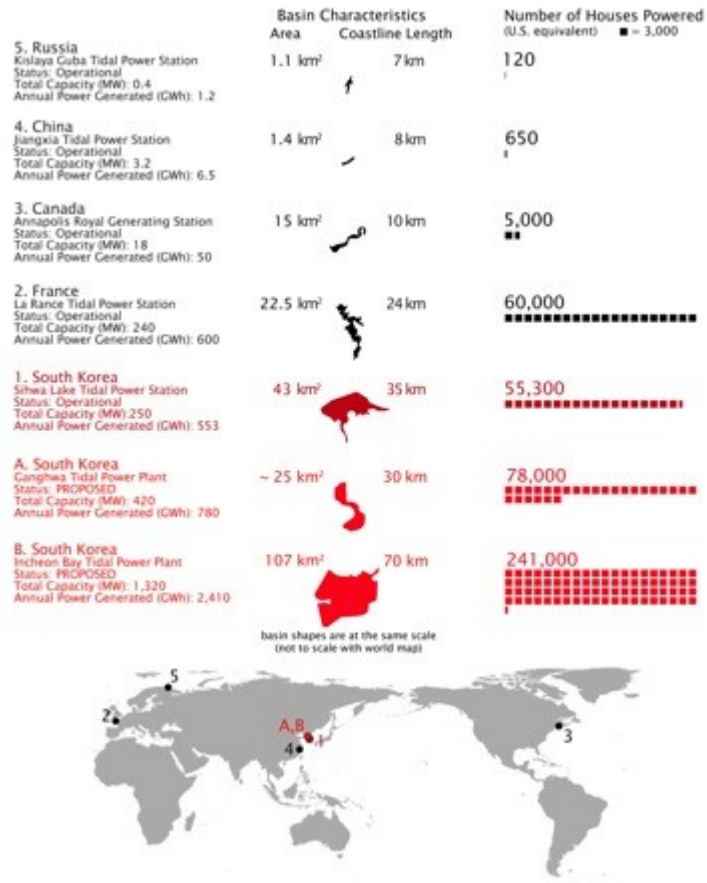 Basin Characteristics
Area Coastline Length
Number of Houses Powered
(U.S. equivalent) ■ = 3,000
5. Russia
Kislaya Guba Tidal Power Station
Status: Operational
Total Capacity (MW): 0.4
Annual Power Generated (GWh): 1.2
1.1 km² 7 km
120
4. China
Jiangxia Tidal Power Station
Status: Operational
Total Capacity (MW): 3.2
Annual Power Generated (GWh): 6.5
1.4 km² 8 km
650
3. Canada
Annapolis Royal Generating Station
Status: Operational
Total Capacity (MW): 18
Annual Power Generated (GWh): 50
15 km² 10 km
5,000
2. France
La Rance Tidal Power Station
Status: Operational
Total Capacity (MW): 240
Annual Power Generated (GWh): 600
22.5 km² 24 km
60,000
1. South Korea
Sihwa Lake Tidal Power Station
Status: Operational
Total Capacity (MW):250
Annual Power Generated (GWh): 553
43 km² 35 km
55,300
A. South Korea
Ganghwa Tidal Power Plant
Status: PROPOSED
Total Capacity (MW): 420
Annual Power Generated (GWh): 780
~ 25 km² 30 km
78,000
B. South Korea
Incheon Bay Tidal Power Plant
Status: PROPOSED
Total Capacity (MW): 1,320
Annual Power Generated (GWh): 2,410
107 km² 70 km
241,000
basin shapes are at the same scale
(not to scale with world map)
5
2
A,B
1
4
3